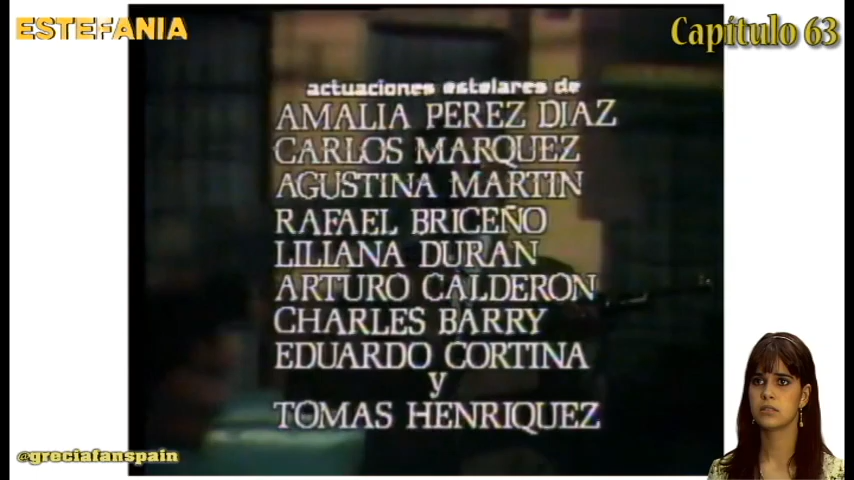 ESTEFANIA
Capítulo 63
actuaciones estelares de
AMALIA PEREZ DIAZ
CARLOS MARQUEZ
AGUSTINA MARTIN
RAFAEL BRICEÑO
LILIANA DURAN
ARTURO CALDERON
CHARLES BARRY
EDUARDO CORTINA
y
TOMAS HENRIQUEZ
@greciafanspain